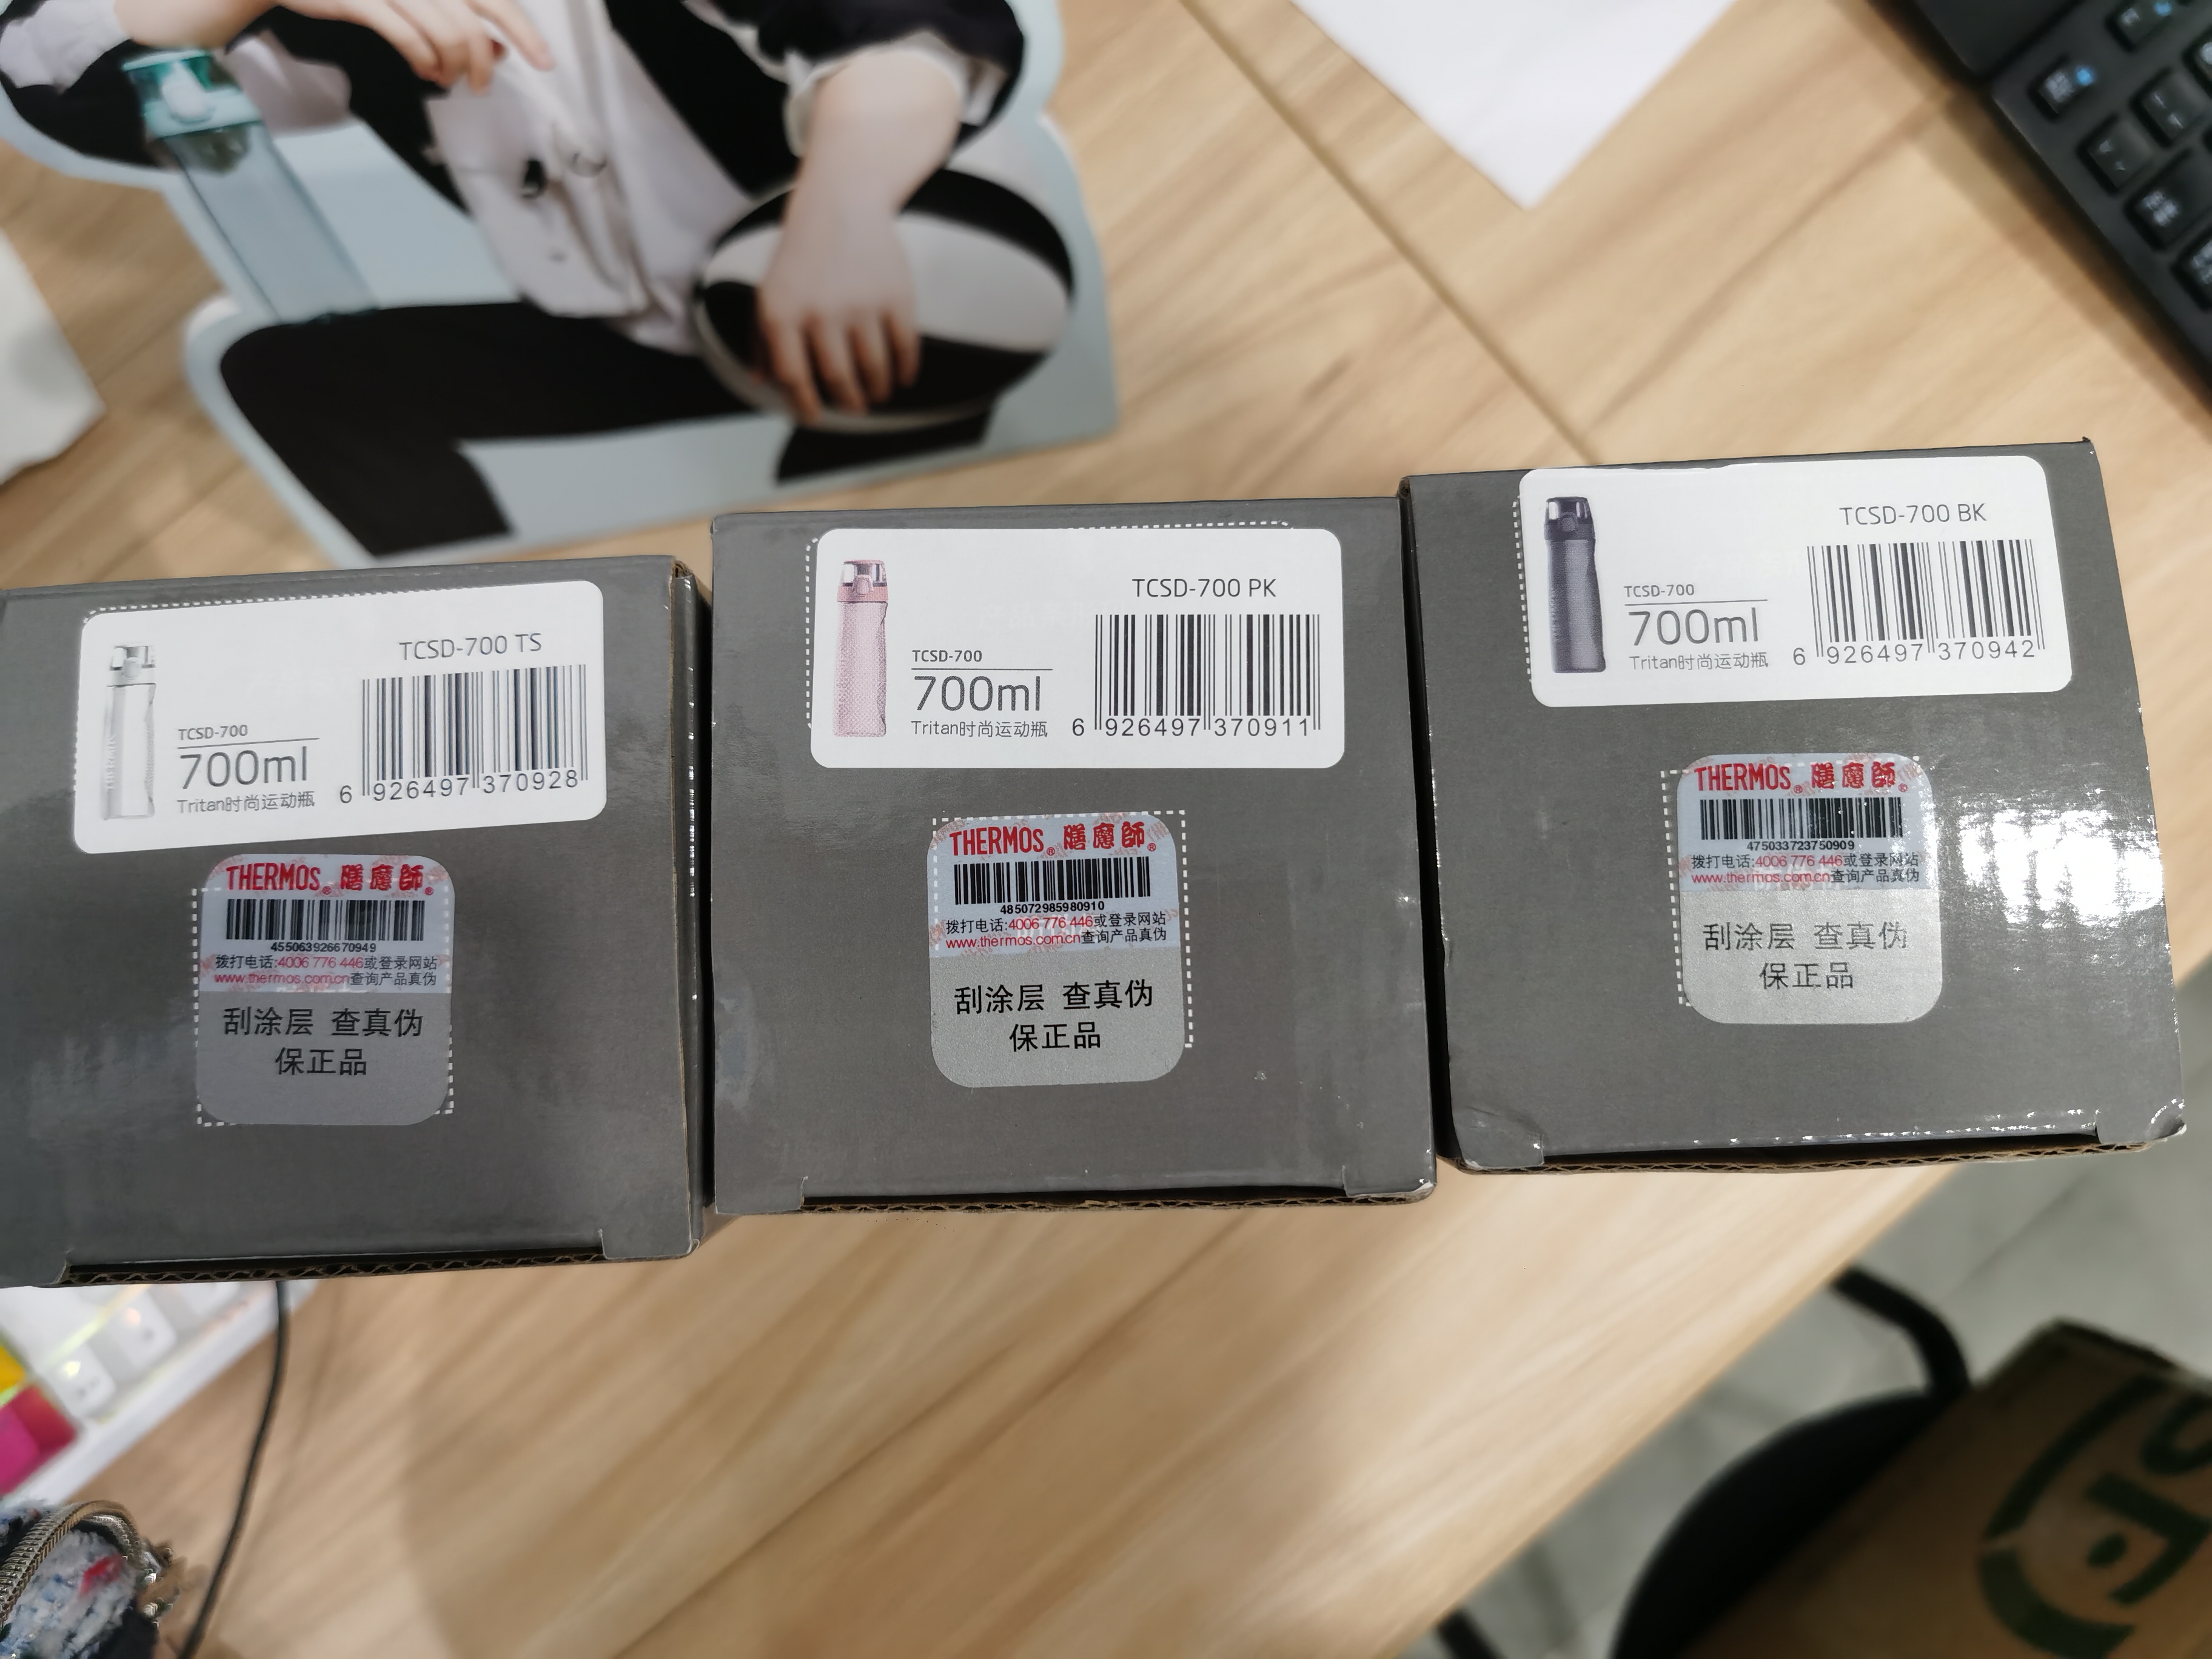 TCSD-700 TS
TCSD-700
700ml
Tritan时尚运动瓶
6 926497 370928
THERMOS® 膳魔師®
455063926670949
拨打电话:4006 776 446或登录网站
www.thermos.com.cn查询产品真伪
刮涂层 查真伪
保正品
TCSD-700 PK
TCSD-700
700ml
Tritan时尚运动瓶
6 926497 370911
THERMOS® 膳魔師®
485072985980910
拨打电话:4006 776 446或登录网站
www.thermos.com.cn查询产品真伪
刮涂层 查真伪
保正品
TCSD-700 BK
TCSD-700
700ml
Tritan时尚运动瓶
6 926497 370942
THERMOS® 膳魔師®
475033723750909
拨打电话:4006 776 446或登录网站
www.thermos.com.cn查询产品真伪
刮涂层 查真伪
保正品